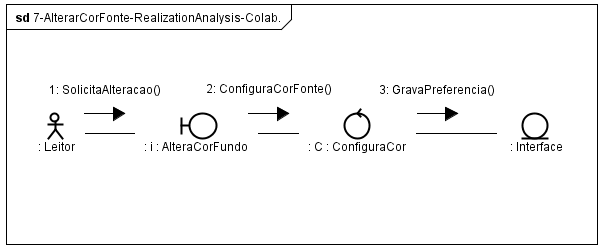 sd 7-AlterarCorFonte-RealizationAnalysis-Colab.
1: SolicitaAlteracao()
2: ConfiguraCorFonte()
3: GravaPreferencia()
: Leitor
: i : AlteraCorFundo
: C : ConfiguraCor
: Interface